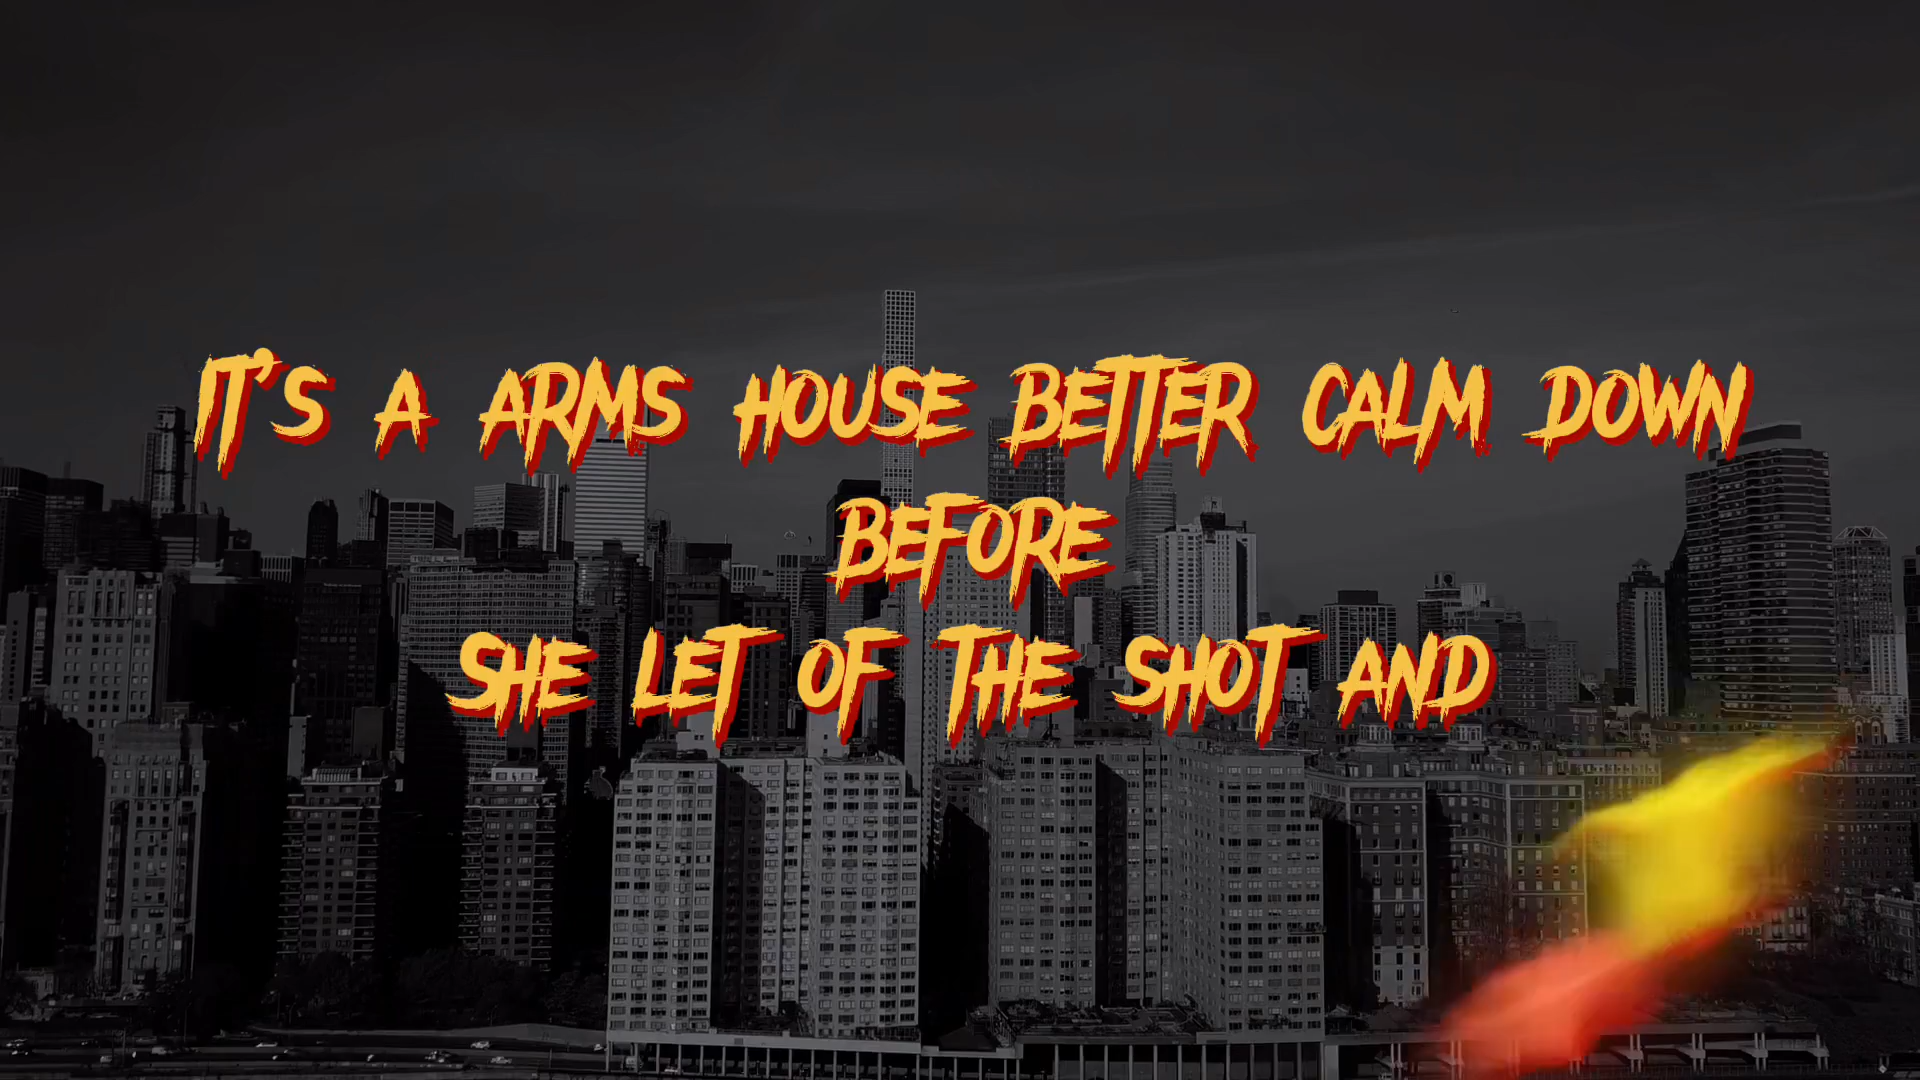 IT'S A ARMS HOUSE BETTER CALM DOWN
BEFORE
SHE LET OF THE SHOT AND